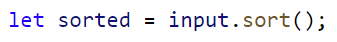 let sorted = input.sort();